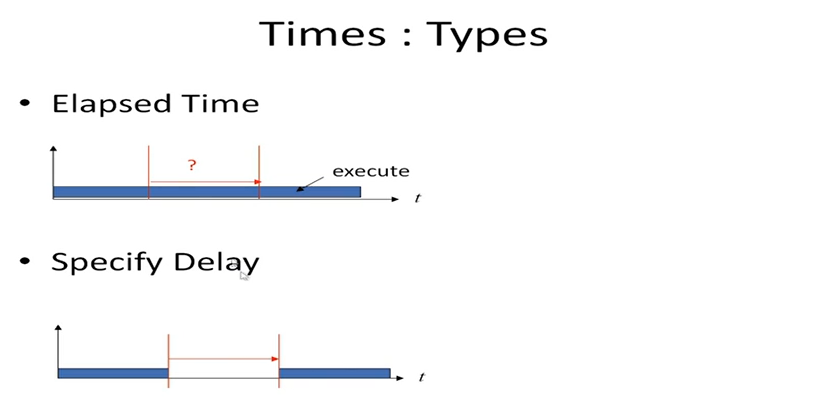 Times : Types
• Elapsed Time
?
execute
t
• Specify Delay
t